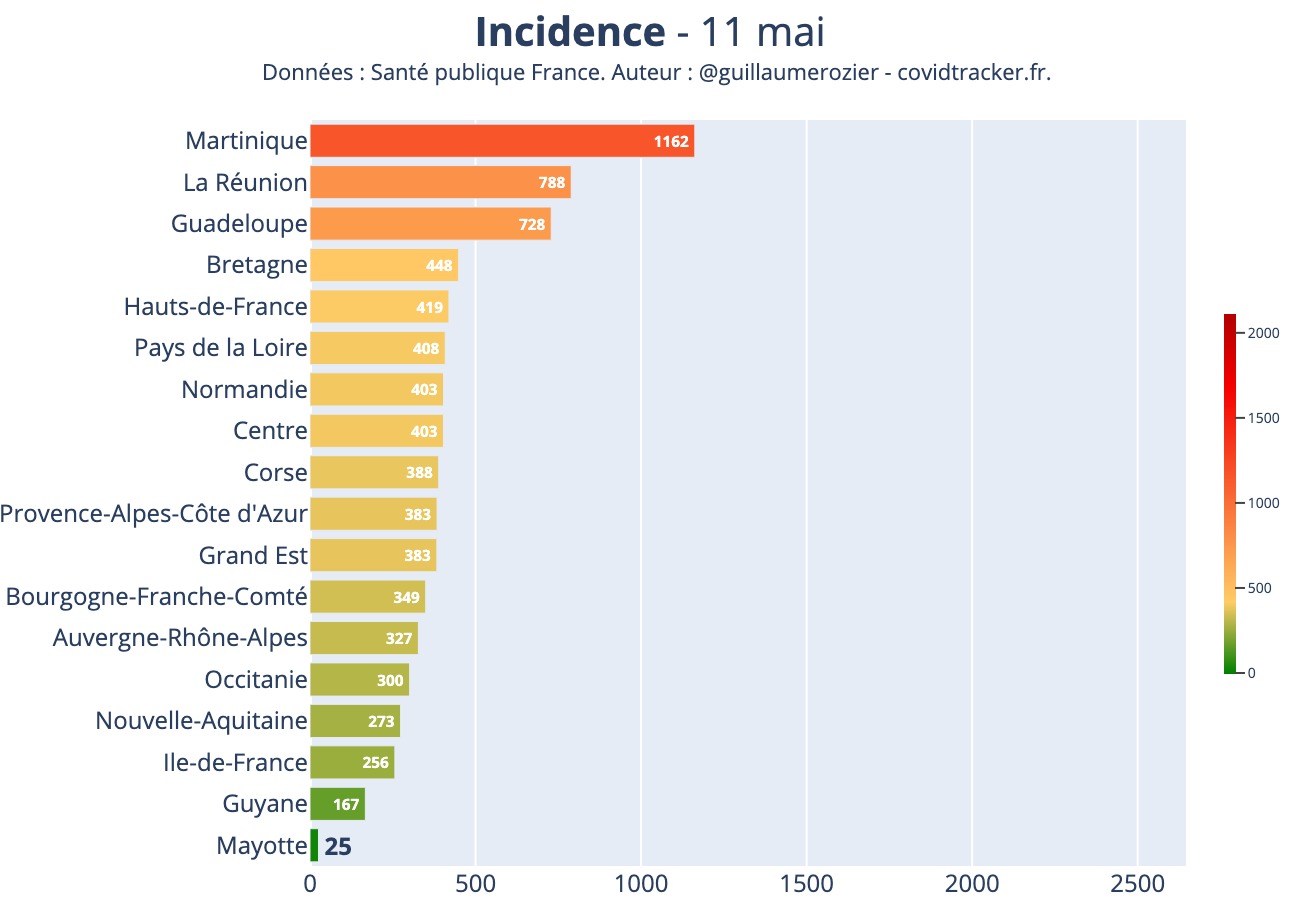 Incidence - 11 mai
Données : Santé publique France. Auteur : @guillaumerozier - covidtracker.fr.
Martinique 1162
La Réunion 788
Guadeloupe 728
Bretagne 448
Hauts-de-France 419
Pays de la Loire 408
Normandie 403
Centre 403
Corse 388
Provence-Alpes-Côte d'Azur 383
Grand Est 383
Bourgogne-Franche-Comté 349
Auvergne-Rhône-Alpes 327
Occitanie 300
Nouvelle-Aquitaine 273
Ile-de-France 256
Guyane 167
Mayotte 25
0 500 1000 1500 2000 2500
2000
1500
1000
500
0